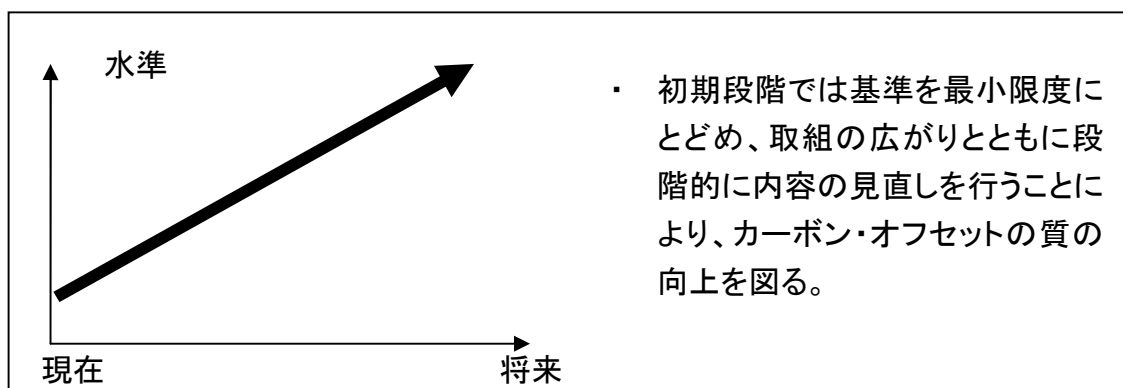 水準
・ 初期段階では基準を最小限度に
とどめ、取組の広がりとともに段
階的に内容の見直しを行うことに
より、カーボン・オフセットの質の
向上を図る。
現在
将来